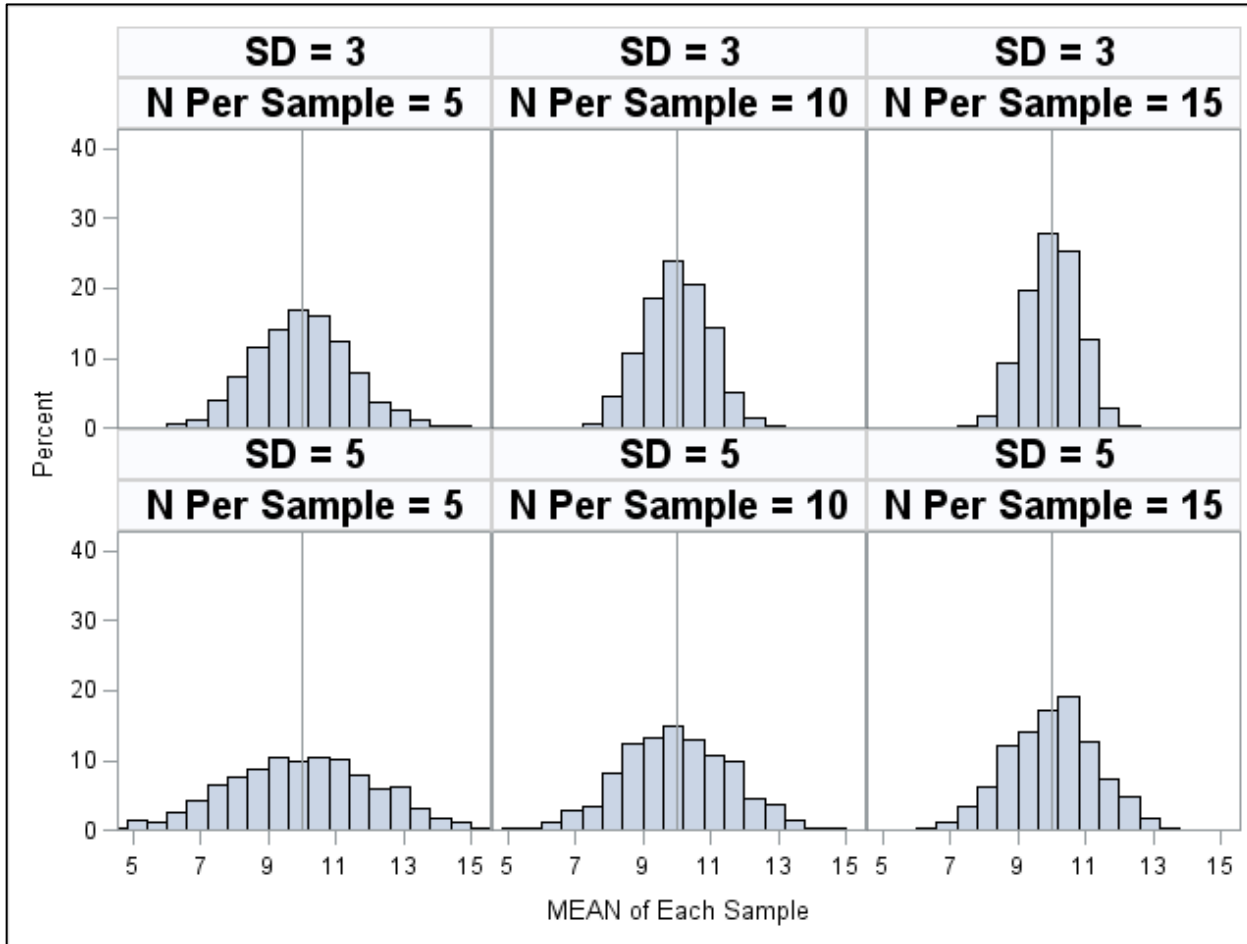 SD = 3 SD = 3 SD = 3
N Per Sample = 5 N Per Sample = 10 N Per Sample = 15
40
30
20
10
0
Percent
SD = 5 SD = 5 SD = 5
N Per Sample = 5 N Per Sample = 10 N Per Sample = 15
40
30
20
10
0
5 7 9 11 13 15 5 7 9 11 13 15 5 7 9 11 13 15
MEAN of Each Sample